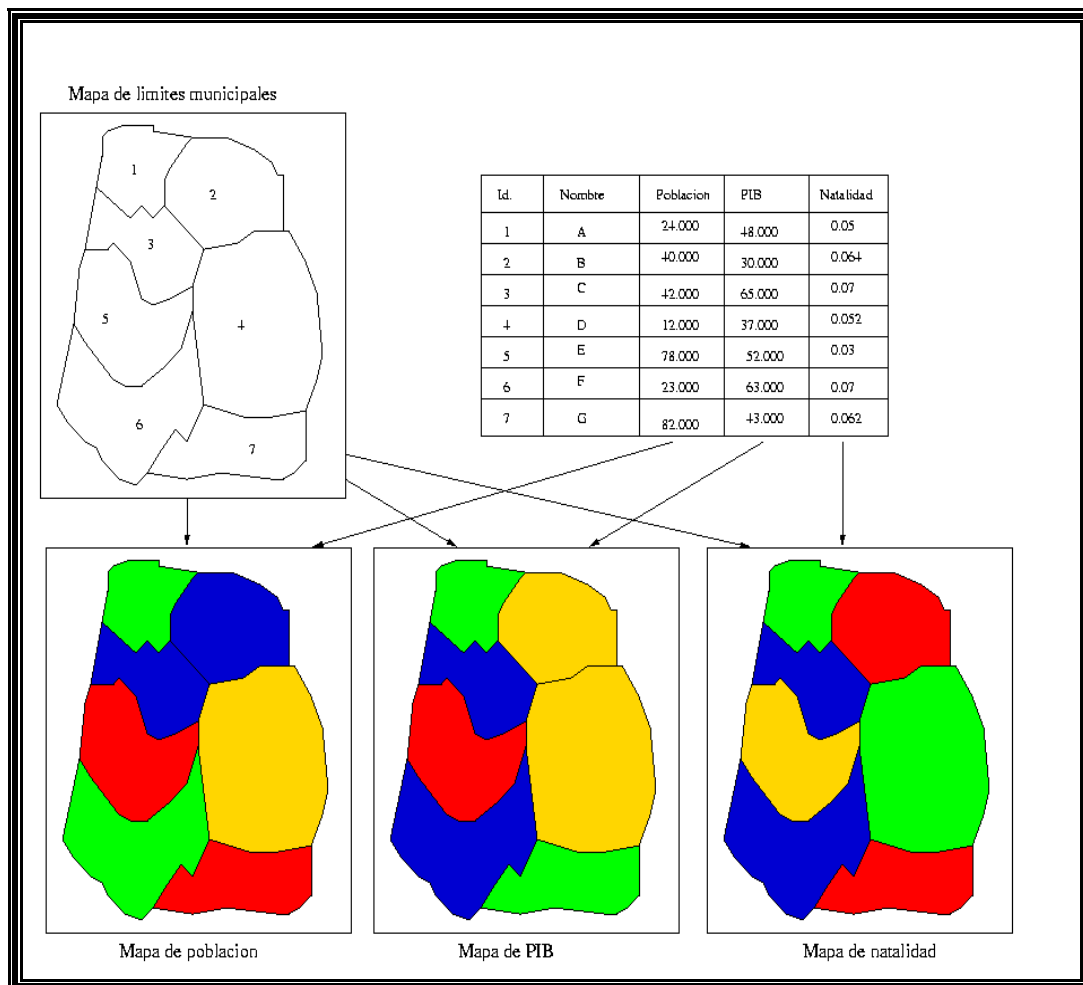 Mapa de limites municipales
1
2
3
4
5
6
7
Id. Nombre Poblacion PIB Natalidad
1 A 24.000 48.000 0.05
2 B 40.000 30.000 0.064
3 C 42.000 65.000 0.07
4 D 12.000 37.000 0.052
5 E 78.000 52.000 0.03
6 F 23.000 63.000 0.07
7 G 82.000 43.000 0.062
Mapa de poblacion
Mapa de PIB
Mapa de natalidad